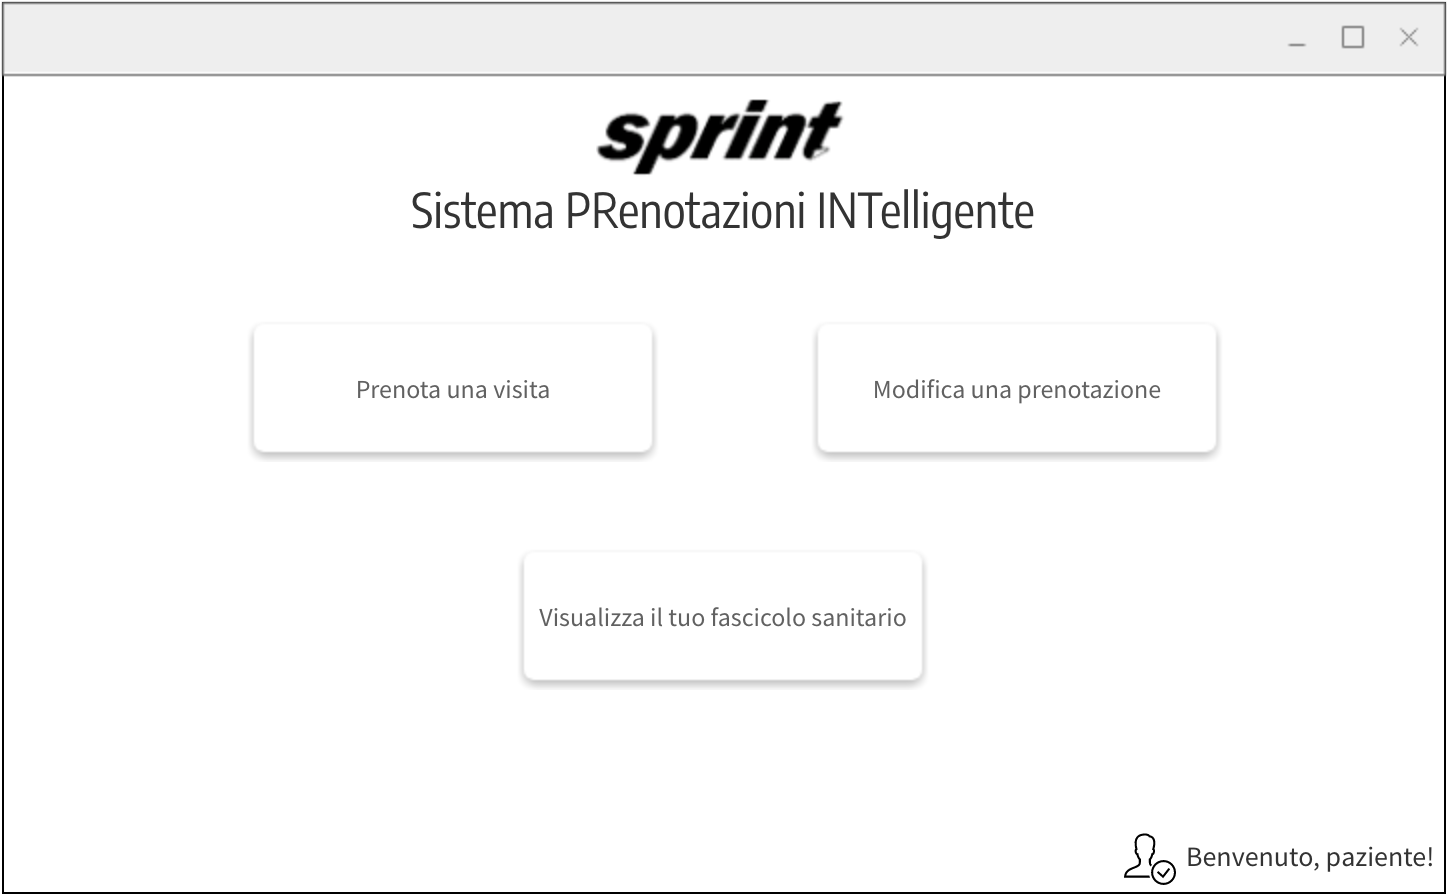 sprint
Sistema PRenotazioni INTelligente
Prenota una visita
Modifica una prenotazione
Visualizza il tuo fascicolo sanitario
Benvenuto, paziente!